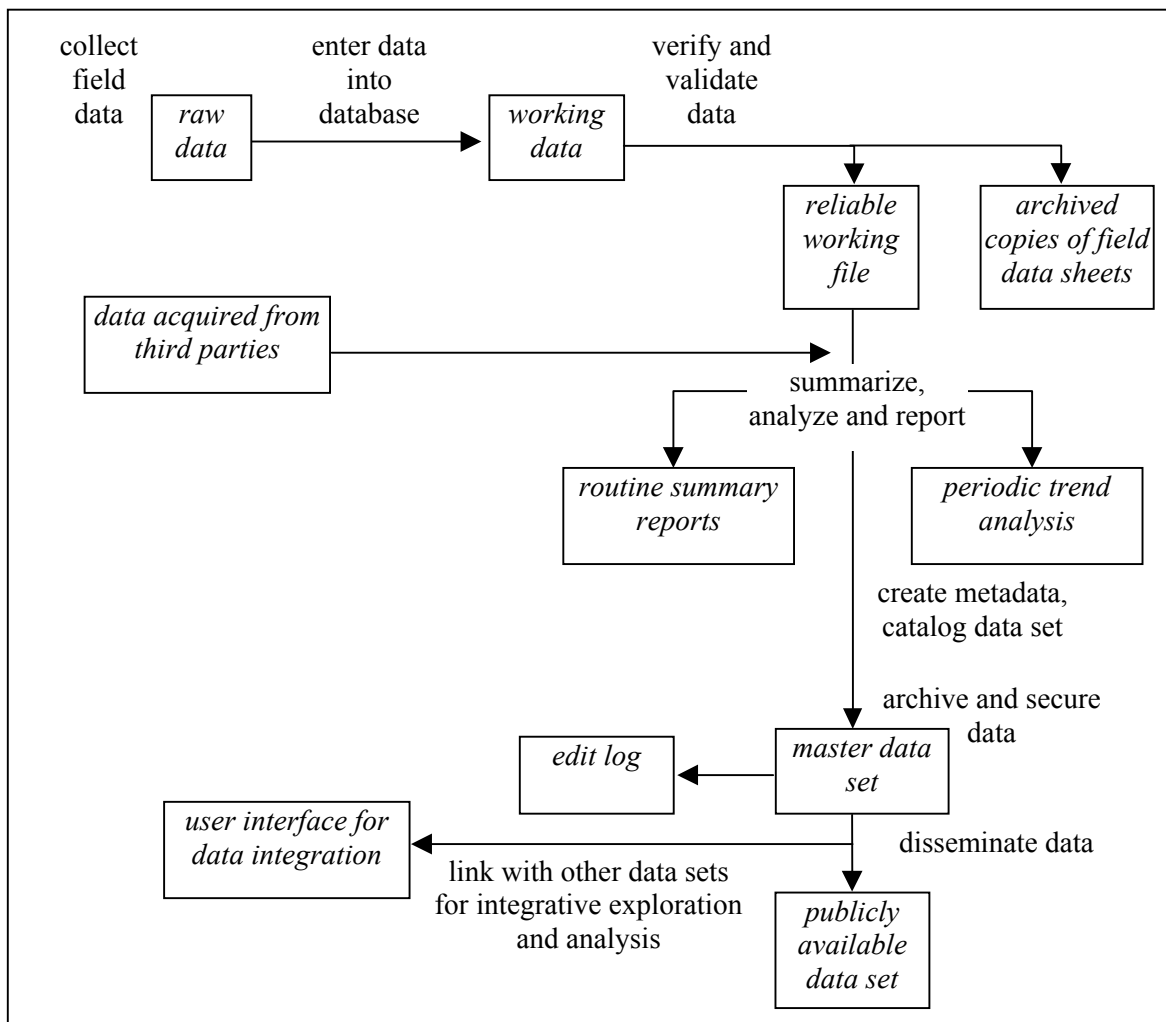 collect
field
data
raw
data
enter data
into
database
working
data
verify and
validate
data
reliable
working
file
archived
copies of field
data sheets
data acquired from
third parties
summarize,
analyze and report
routine summary
reports
periodic trend
analysis
create metadata,
catalog data set
archive and secure
data
master data
set
edit log
user interface for
data integration
disseminate data
link with other data sets
for integrative exploration
and analysis
publicly
available
data set